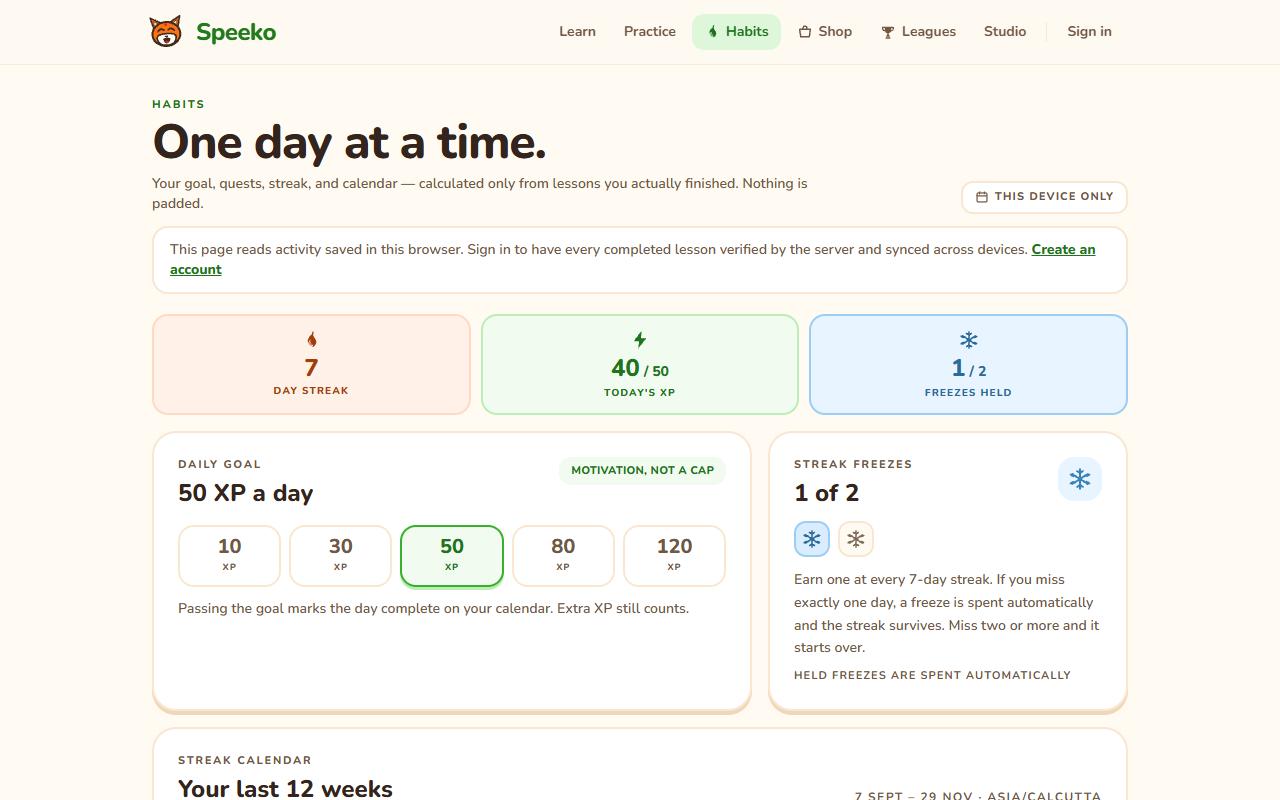 Speeko
Learn Practice Habits Shop Leagues Studio Sign in
HABITS
One day at a time.
Your goal, quests, streak, and calendar — calculated only from lessons you actually finished. Nothing is
padded.
THIS DEVICE ONLY
This page reads activity saved in this browser. Sign in to have every completed lesson verified by the server and synced across devices. Create an
account
7
DAY STREAK
40 / 50
TODAY'S XP
1 / 2
FREEZES HELD
DAILY GOAL
MOTIVATION, NOT A CAP
50 XP a day
10 XP
30 XP
50 XP
80 XP
120 XP
Passing the goal marks the day complete on your calendar. Extra XP still counts.
STREAK FREEZES
1 of 2
Earn one at every 7-day streak. If you miss
exactly one day, a freeze is spent automatically
and the streak survives. Miss two or more and it
starts over.
HELD FREEZES ARE SPENT AUTOMATICALLY
STREAK CALENDAR
Your last 12 weeks
7 SEPT – 29 NOV · ASIA/CALCUTTA